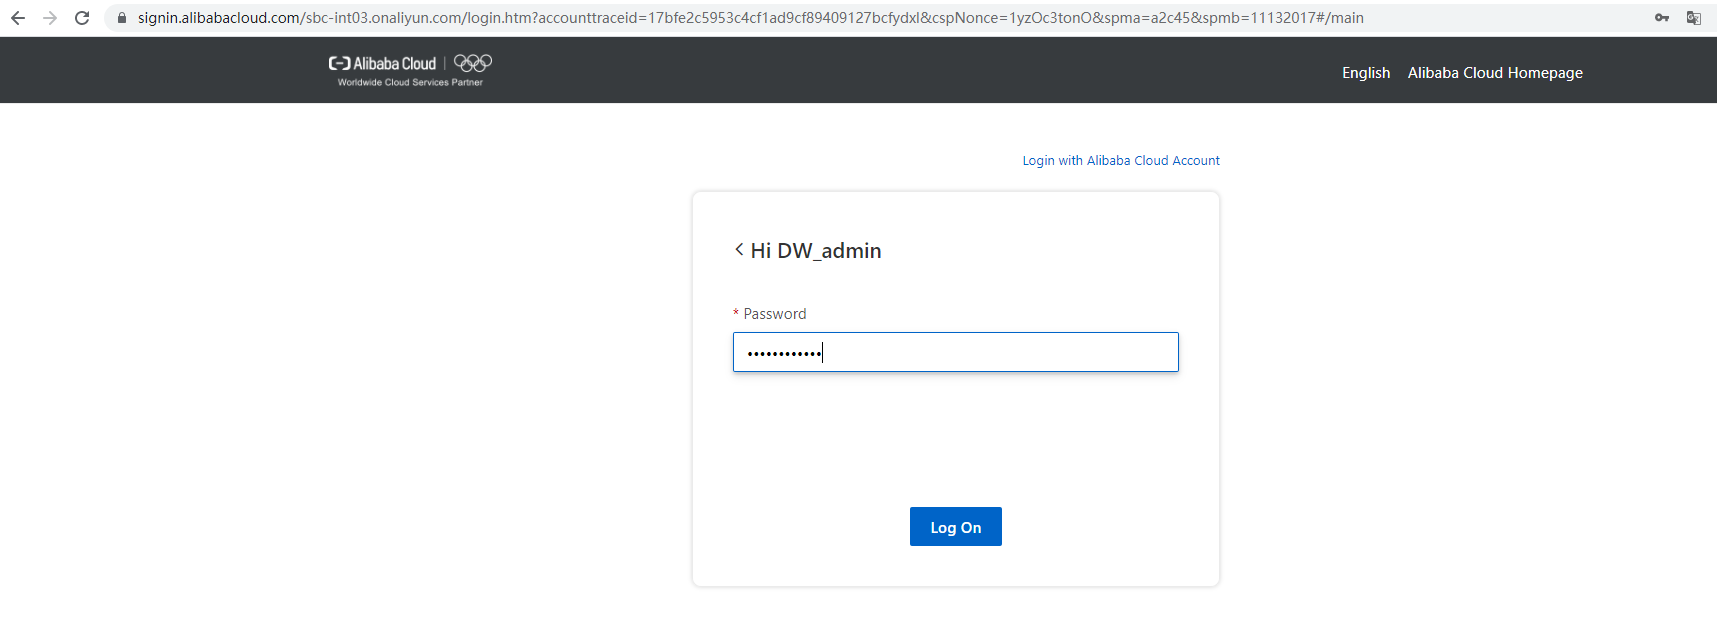 signin.alibabacloud.com/sbc-int03.onaliyun.com/login.htm?accounttraceid=17bfe2c5953c4cf1ad9cf89409127bcfydxl&cspNonce=1yzOc3tonO&spma=a2c45&spmb=11132017#/main
Alibaba Cloud
Worldwide Cloud Services Partner
English Alibaba Cloud Homepage
Login with Alibaba Cloud Account
< Hi DW_admin
* Password
••••••••••••
Log On